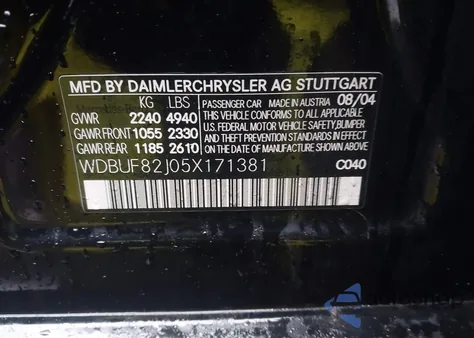 MFD BY DAIMLERCHRYSLER AG STUTTGART
KG LBS
GVWR 2240 4940
GAWR FRONT 1055 2330
GAWR REAR 1185 2610
PASSENGER CAR MADE IN AUSTRIA 08/04
THIS VEHICLE CONFORMS TO ALL APPLICABLE
U.S. FEDERAL MOTOR VEHICLE SAFETY, BUMPER,
AND THEFT PREVENTION STANDARDS IN EFFECT
ON THE DATE OF MANUFACTURE SHOWN ABOVE
WDBUF82J05X171381 C040